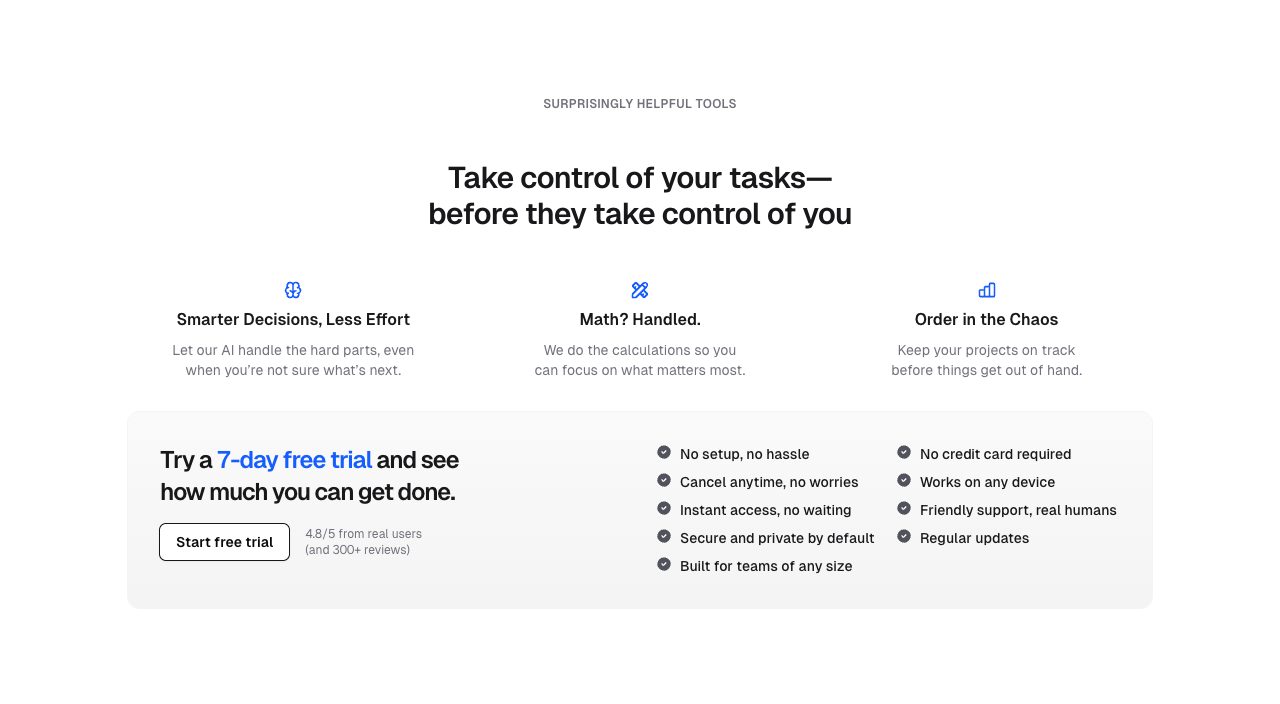 SURPRISINGLY HELPFUL TOOLS
Take control of your tasks—
before they take control of you
Smarter Decisions, Less Effort
Let our AI handle the hard parts, even
when you’re not sure what’s next.
Math? Handled.
We do the calculations so you
can focus on what matters most.
Order in the Chaos
Keep your projects on track
before things get out of hand.
Try a 7-day free trial and see
how much you can get done.
Start free trial
4.8/5 from real users
(and 300+ reviews)
No setup, no hassle
Cancel anytime, no worries
Instant access, no waiting
Secure and private by default
Built for teams of any size
No credit card required
Works on any device
Friendly support, real humans
Regular updates